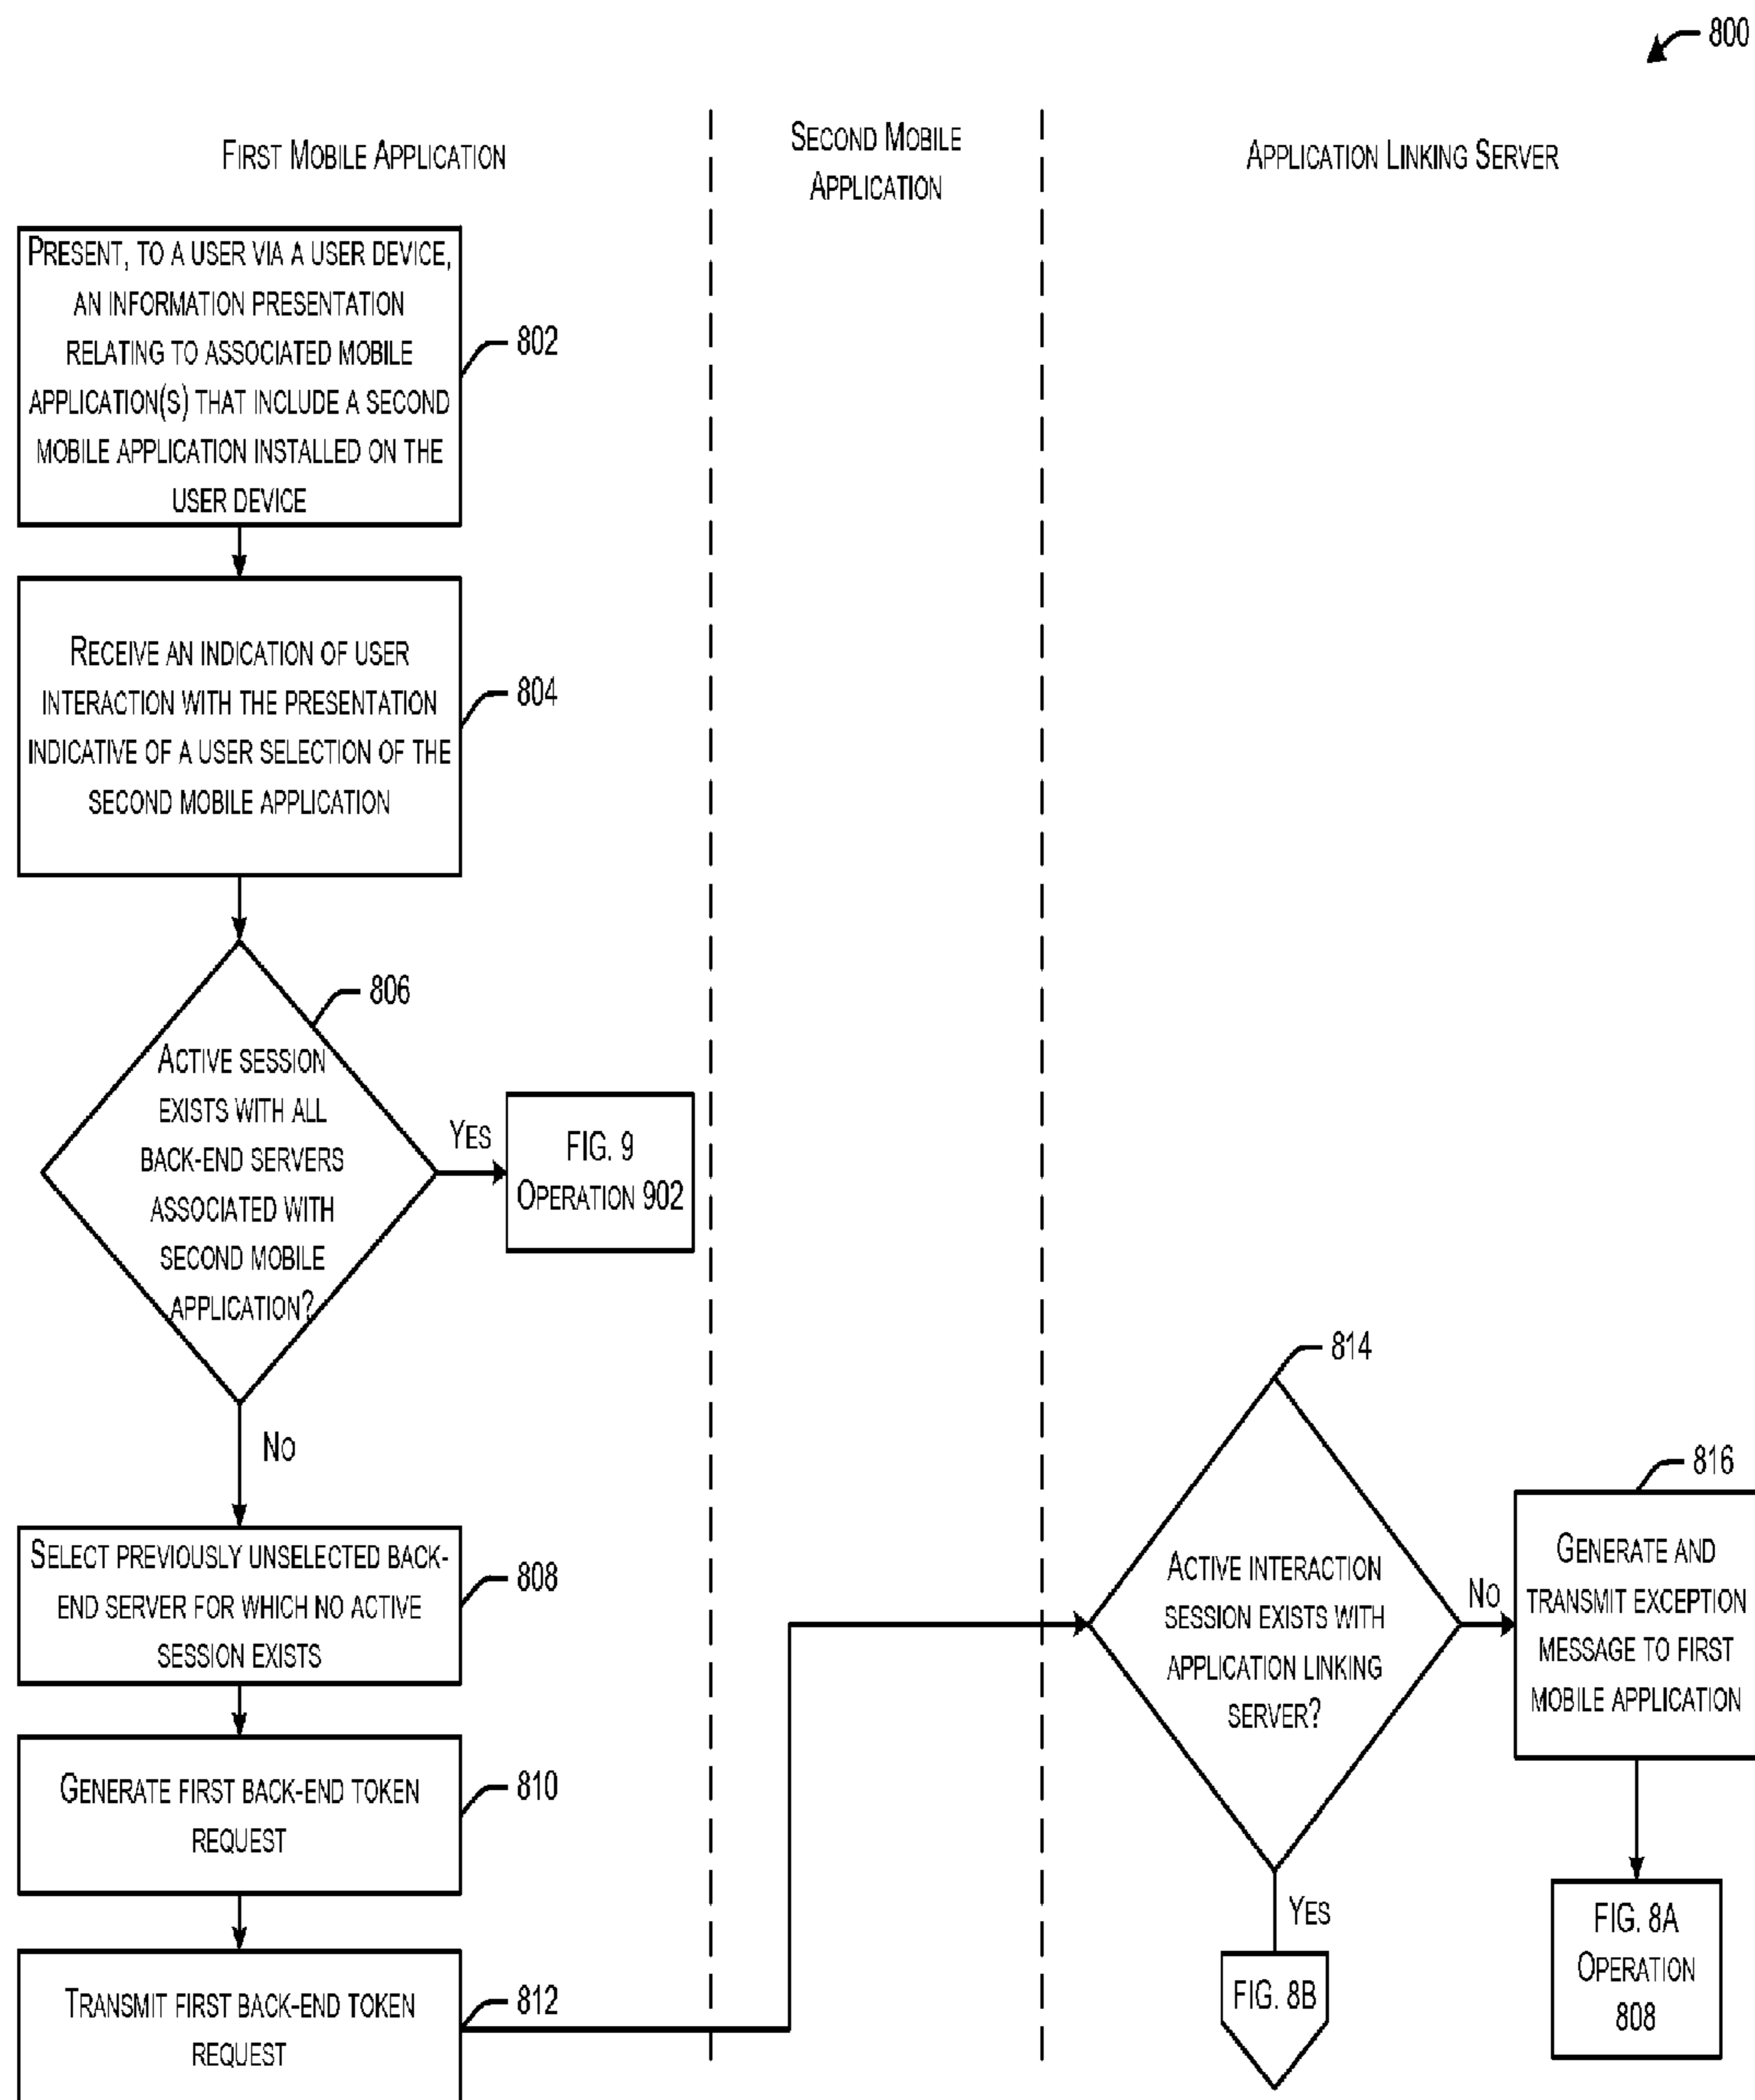 800
FIRST MOBILE APPLICATION
SECOND MOBILE
APPLICATION
APPLICATION LINKING SERVER
PRESENT, TO A USER VIA A USER DEVICE,
AN INFORMATION PRESENTATION
RELATING TO ASSOCIATED MOBILE
APPLICATION(S) THAT INCLUDE A SECOND
MOBILE APPLICATION INSTALLED ON THE
USER DEVICE
802
RECEIVE AN INDICATION OF USER
INTERACTION WITH THE PRESENTATION
INDICATIVE OF A USER SELECTION OF THE
SECOND MOBILE APPLICATION
804
806
ACTIVE SESSION
EXISTS WITH ALL
BACK-END SERVERS
ASSOCIATED WITH
SECOND MOBILE
APPLICATION?
YES
FIG. 9
OPERATION 902
NO
SELECT PREVIOUSLY UNSELECTED BACK-
END SERVER FOR WHICH NO ACTIVE
SESSION EXISTS
808
GENERATE FIRST BACK-END TOKEN
REQUEST
810
TRANSMIT FIRST BACK-END TOKEN
REQUEST
812
814
ACTIVE INTERACTION
SESSION EXISTS WITH
APPLICATION LINKING
SERVER?
NO
816
GENERATE AND
TRANSMIT EXCEPTION
MESSAGE TO FIRST
MOBILE APPLICATION
YES
FIG. 8B
FIG. 8A
OPERATION
808